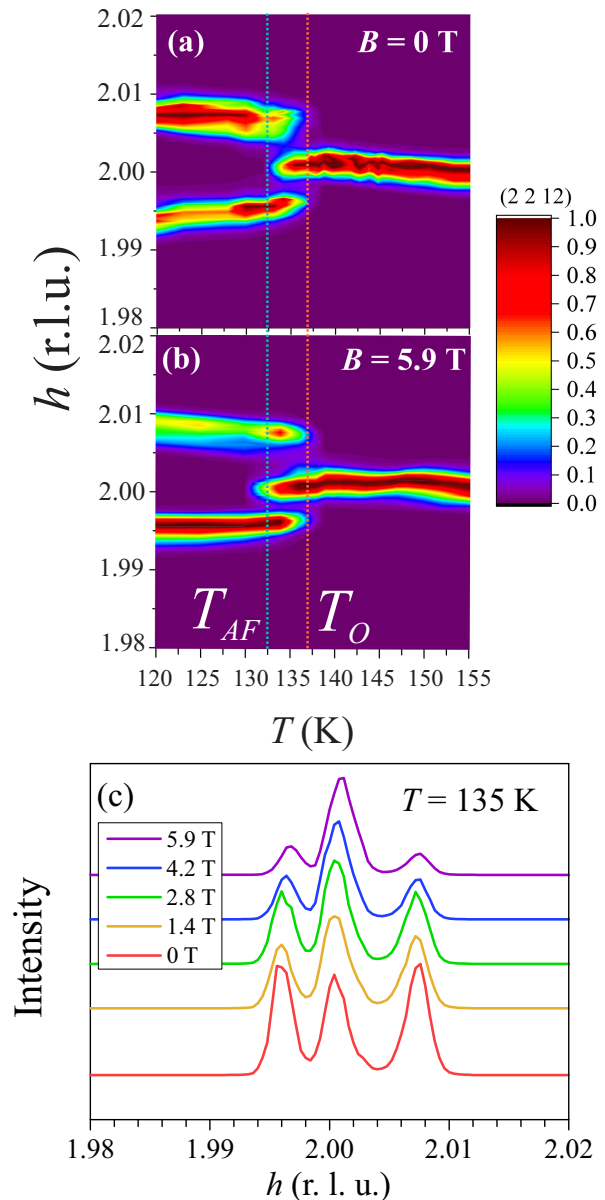 2.02
(a)
B = 0 T
2.01
2.00
1.99
1.98
(2 2 12)
1.0
0.9
0.8
0.7
0.6
0.5
0.4
0.3
0.2
0.1
0.0
h (r.l.u.)
2.02
(b)
B = 5.9 T
2.01
2.00
1.99
1.98
T_AF
T_O
120 125 130 135 140 145 150 155
T (K)
(c)
T = 135 K
5.9 T
4.2 T
2.8 T
1.4 T
0 T
Intensity
1.98 1.99 2.00 2.01 2.02
h (r. l. u.)